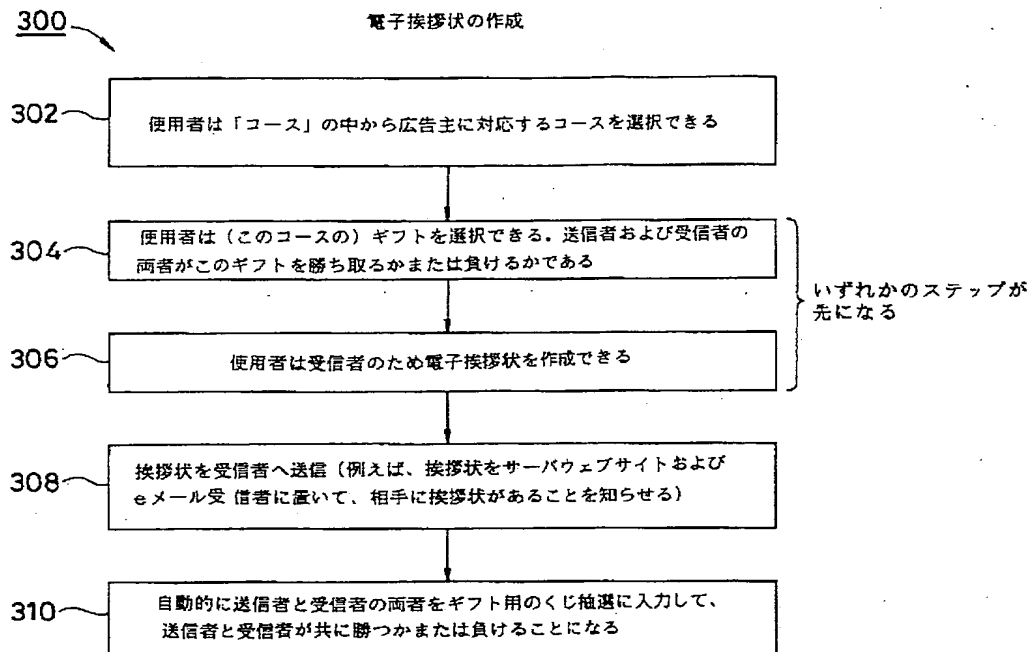 300
電子挨拶状の作成
302
使用者は「コース」の中から広告主に対応するコースを選択できる
304
使用者は(このコースの)ギフトを選択できる. 送信者および受信者の
両者がこのギフトを勝ち取るかまたは負けるかである
いずれかのステップが
先になる
306
使用者は受信者のため電子挨拶状を作成できる
308
挨拶状を受信者へ送信(例えば、挨拶状をサーバウェブサイトおよび
eメール受 信者に置いて、相手に挨拶状があることを知らせる)
310
自動的に送信者と受信者の両者をギフト用のくじ抽選に入力して、
送信者と受信者が共に勝つかまたは負けることになる